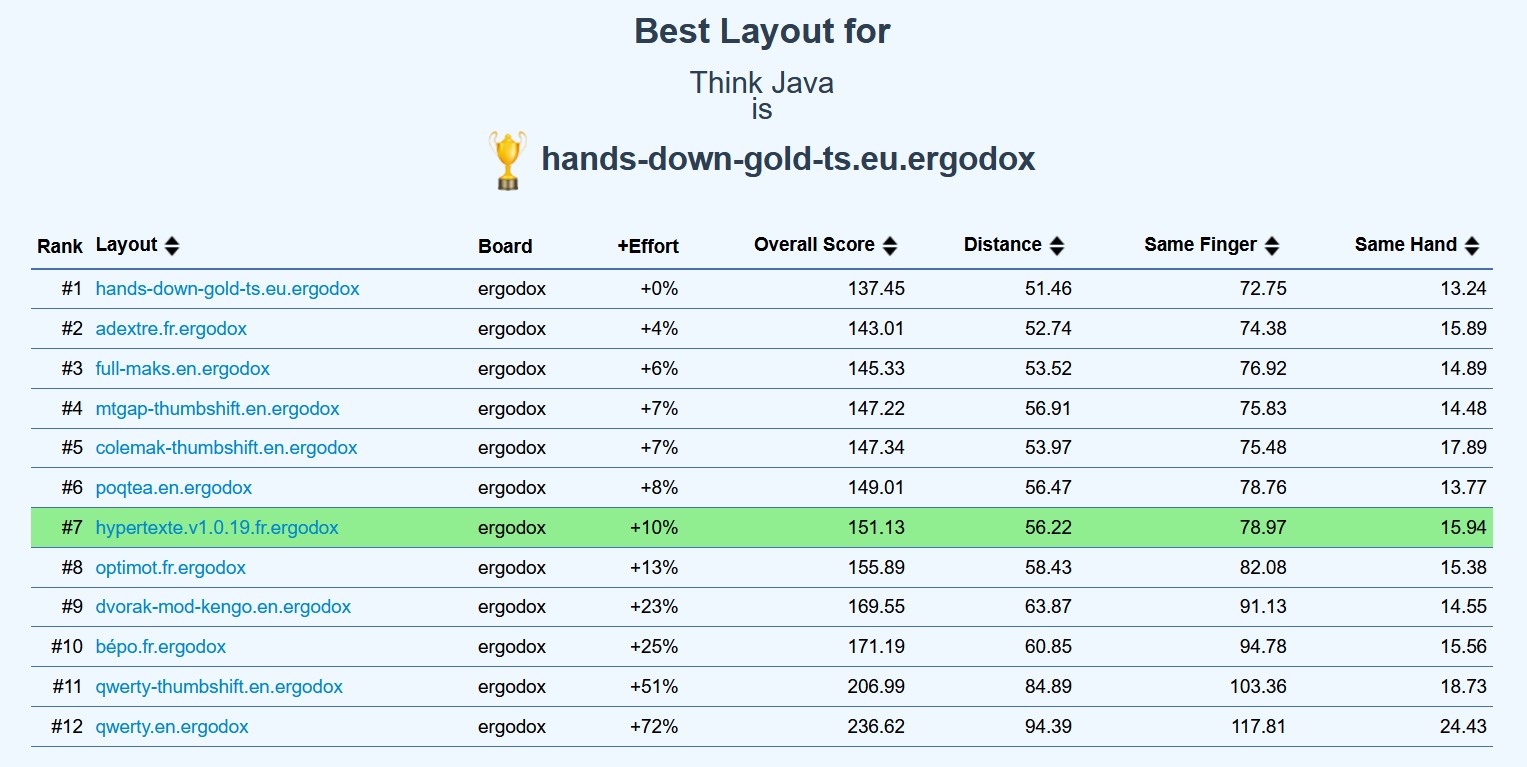 Best Layout for
Think Java
is
hands-down-gold-ts.eu.ergodox
Rank Layout Board +Effort Overall Score Distance Same Finger Same Hand
#1 hands-down-gold-ts.eu.ergodox ergodox +0% 137.45 51.46 72.75 13.24
#2 adextre.fr.ergodox ergodox +4% 143.01 52.74 74.38 15.89
#3 full-maks.en.ergodox ergodox +6% 145.33 53.52 76.92 14.89
#4 mtgap-thumbshift.en.ergodox ergodox +7% 147.22 56.91 75.83 14.48
#5 colemak-thumbshift.en.ergodox ergodox +7% 147.34 53.97 75.48 17.89
#6 poqtea.en.ergodox ergodox +8% 149.01 56.47 78.76 13.77
#7 hypertexte.v1.0.19.fr.ergodox ergodox +10% 151.13 56.22 78.97 15.94
#8 optimot.fr.ergodox ergodox +13% 155.89 58.43 82.08 15.38
#9 dvorak-mod-kengo.en.ergodox ergodox +23% 169.55 63.87 91.13 14.55
#10 bépo.fr.ergodox ergodox +25% 171.19 60.85 94.78 15.56
#11 qwerty-thumbshift.en.ergodox ergodox +51% 206.99 84.89 103.36 18.73
#12 qwerty.en.ergodox ergodox +72% 236.62 94.39 117.81 24.43